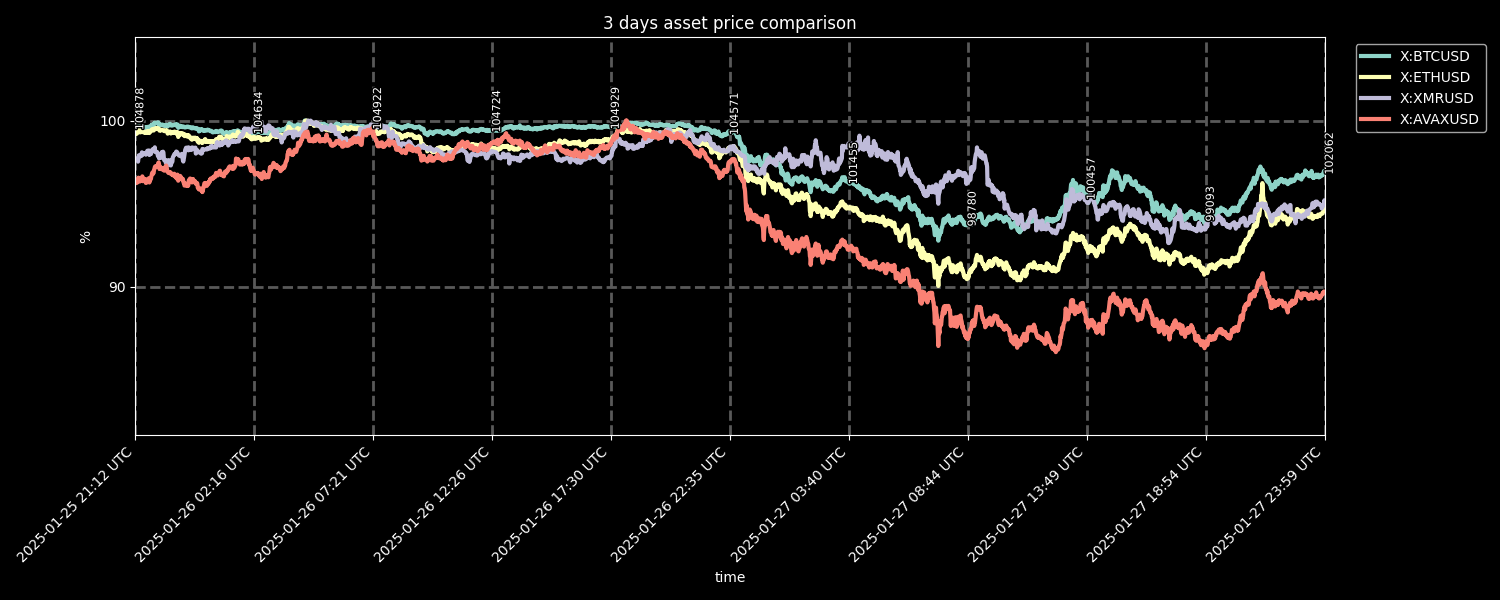 3 days asset price comparison
X:BTCUSD
X:ETHUSD
X:XMRUSD
X:AVAXUSD
100
90
%
104878
104634
104922
104724
104929
104571
101455
98780
100457
99093
102062
2025-01-25 21:12 UTC
2025-01-26 02:16 UTC
2025-01-26 07:21 UTC
2025-01-26 12:26 UTC
2025-01-26 17:30 UTC
2025-01-26 22:35 UTC
2025-01-27 03:40 UTC
2025-01-27 08:44 UTC
2025-01-27 13:49 UTC
2025-01-27 18:54 UTC
2025-01-27 23:59 UTC
time